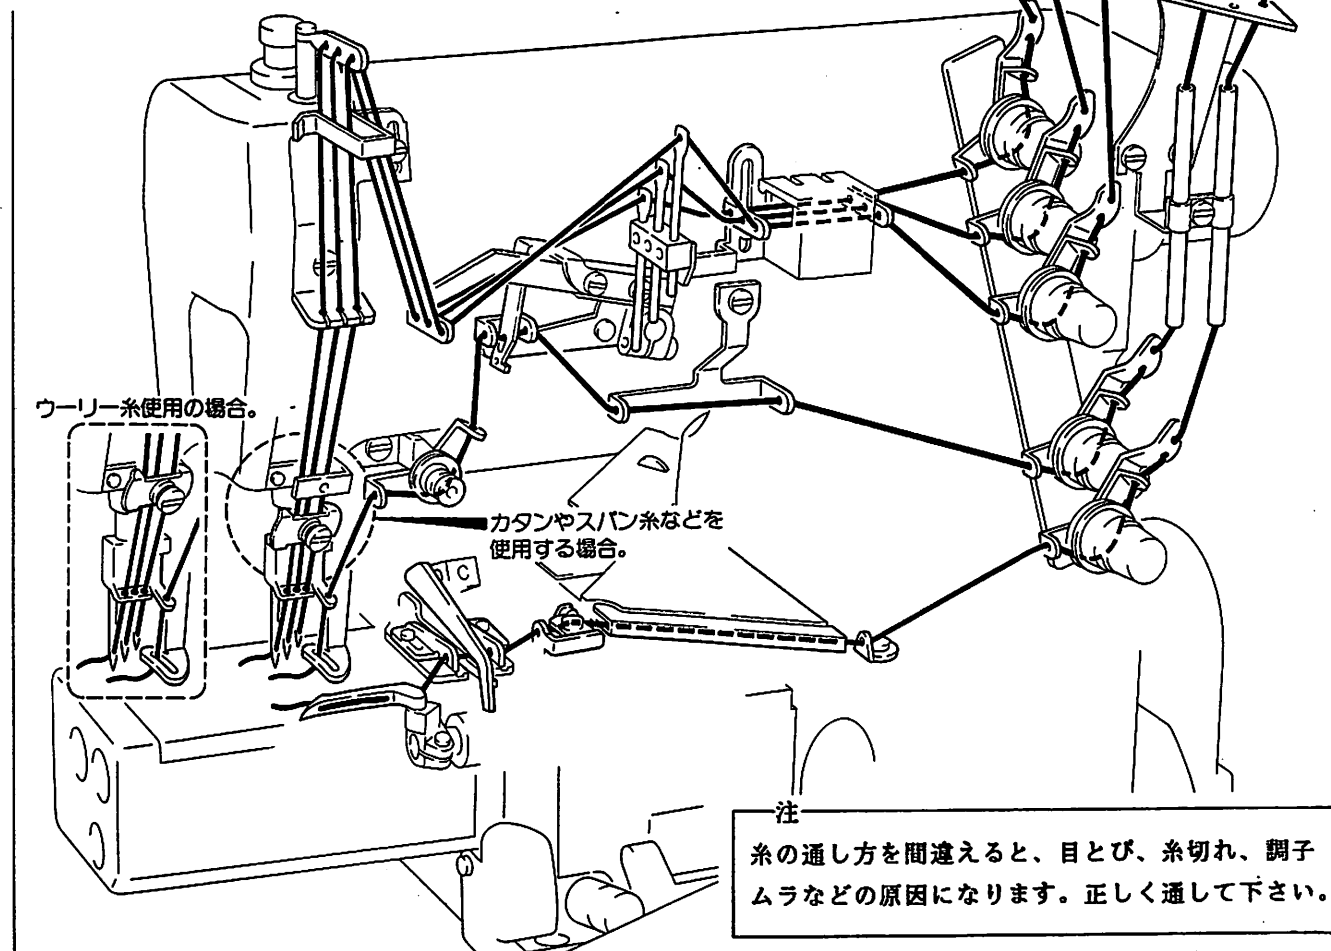 ウーリー糸使用の場合。
カタンやスパン糸などを
使用する場合。
C
注
糸の通し方を間違えると、目とび、糸切れ、調子
ムラなどの原因になります。正しく通して下さい。